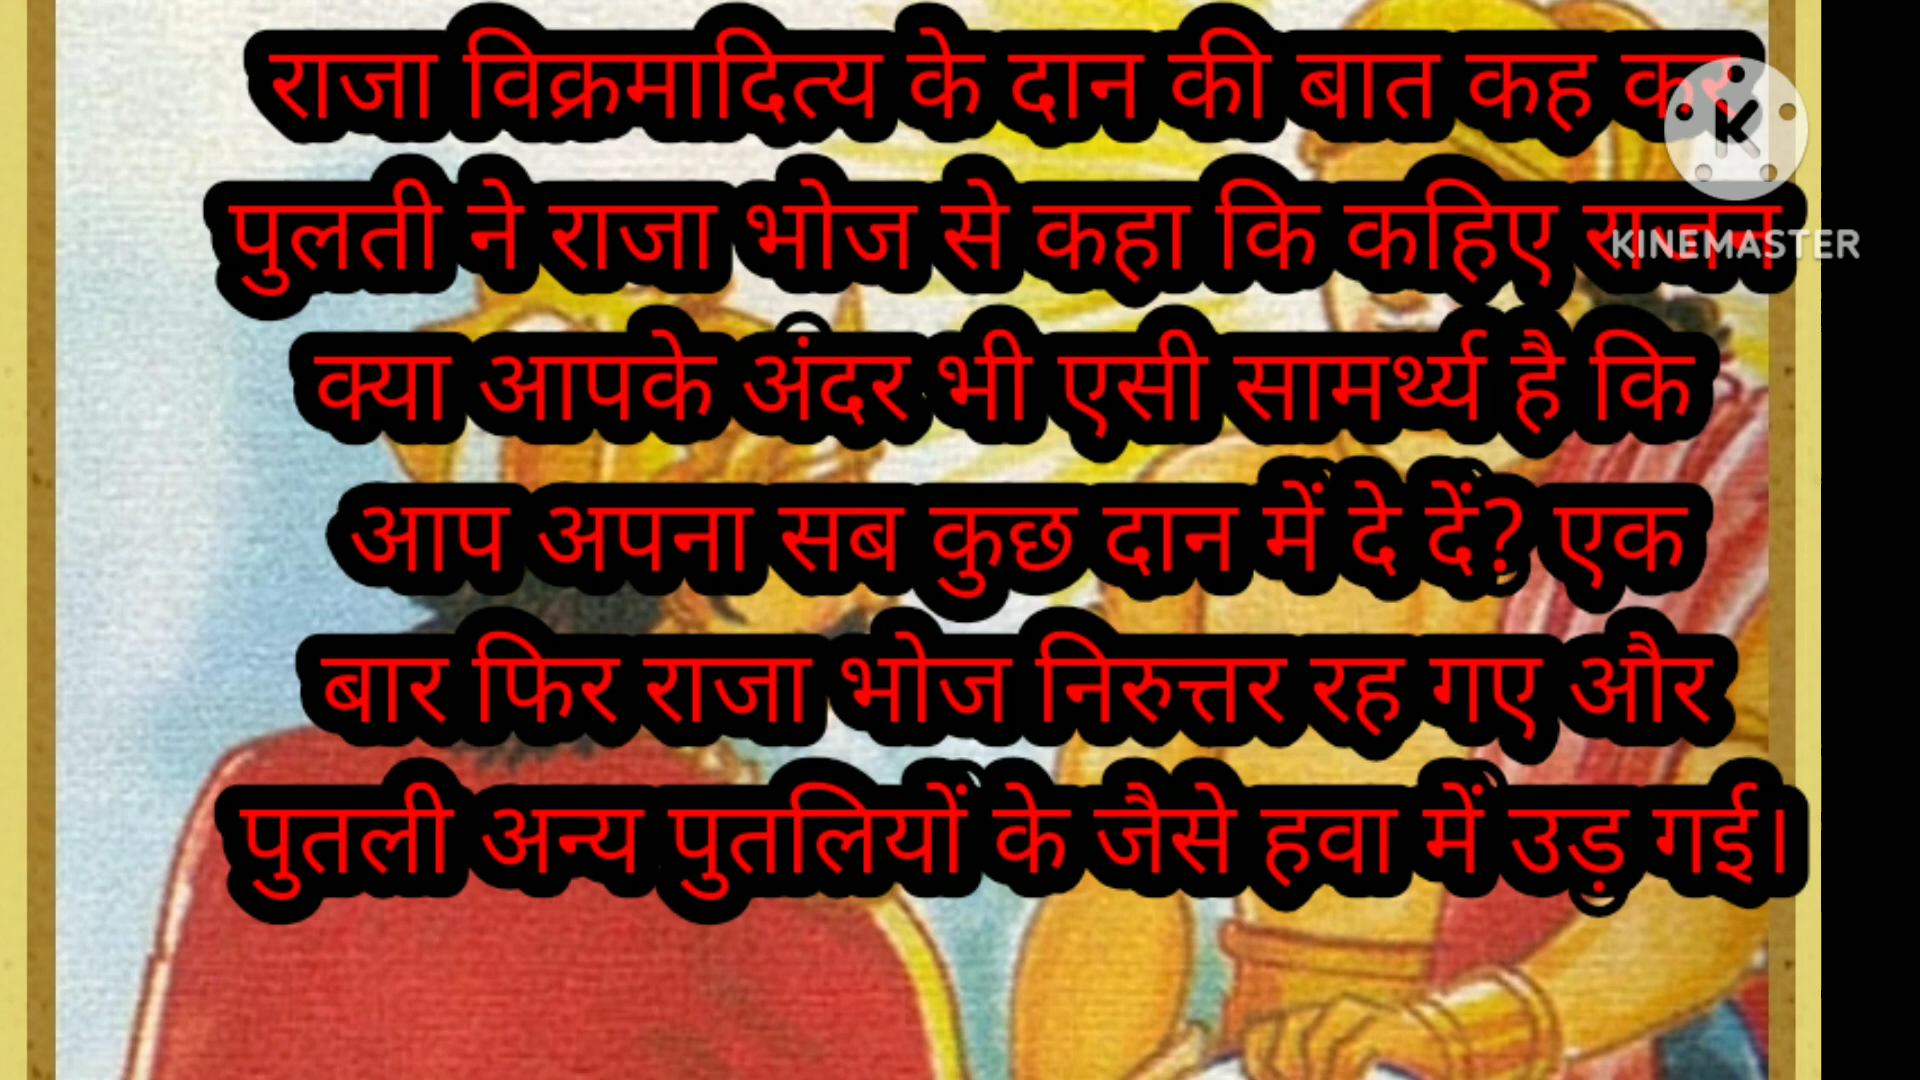 राजा विक्रमादित्य के दान की बात कह कर
पुलती ने राजा भोज से कहा कि कहिए राजन
क्या आपके अंदर भी एसी सामर्थ्य है कि
आप अपना सब कुछ दान में दे दें? एक
बार फिर राजा भोज निरुत्तर रह गए और
पुतली अन्य पुतलियों के जैसे हवा में उड़ गई।
K
KINEMASTER